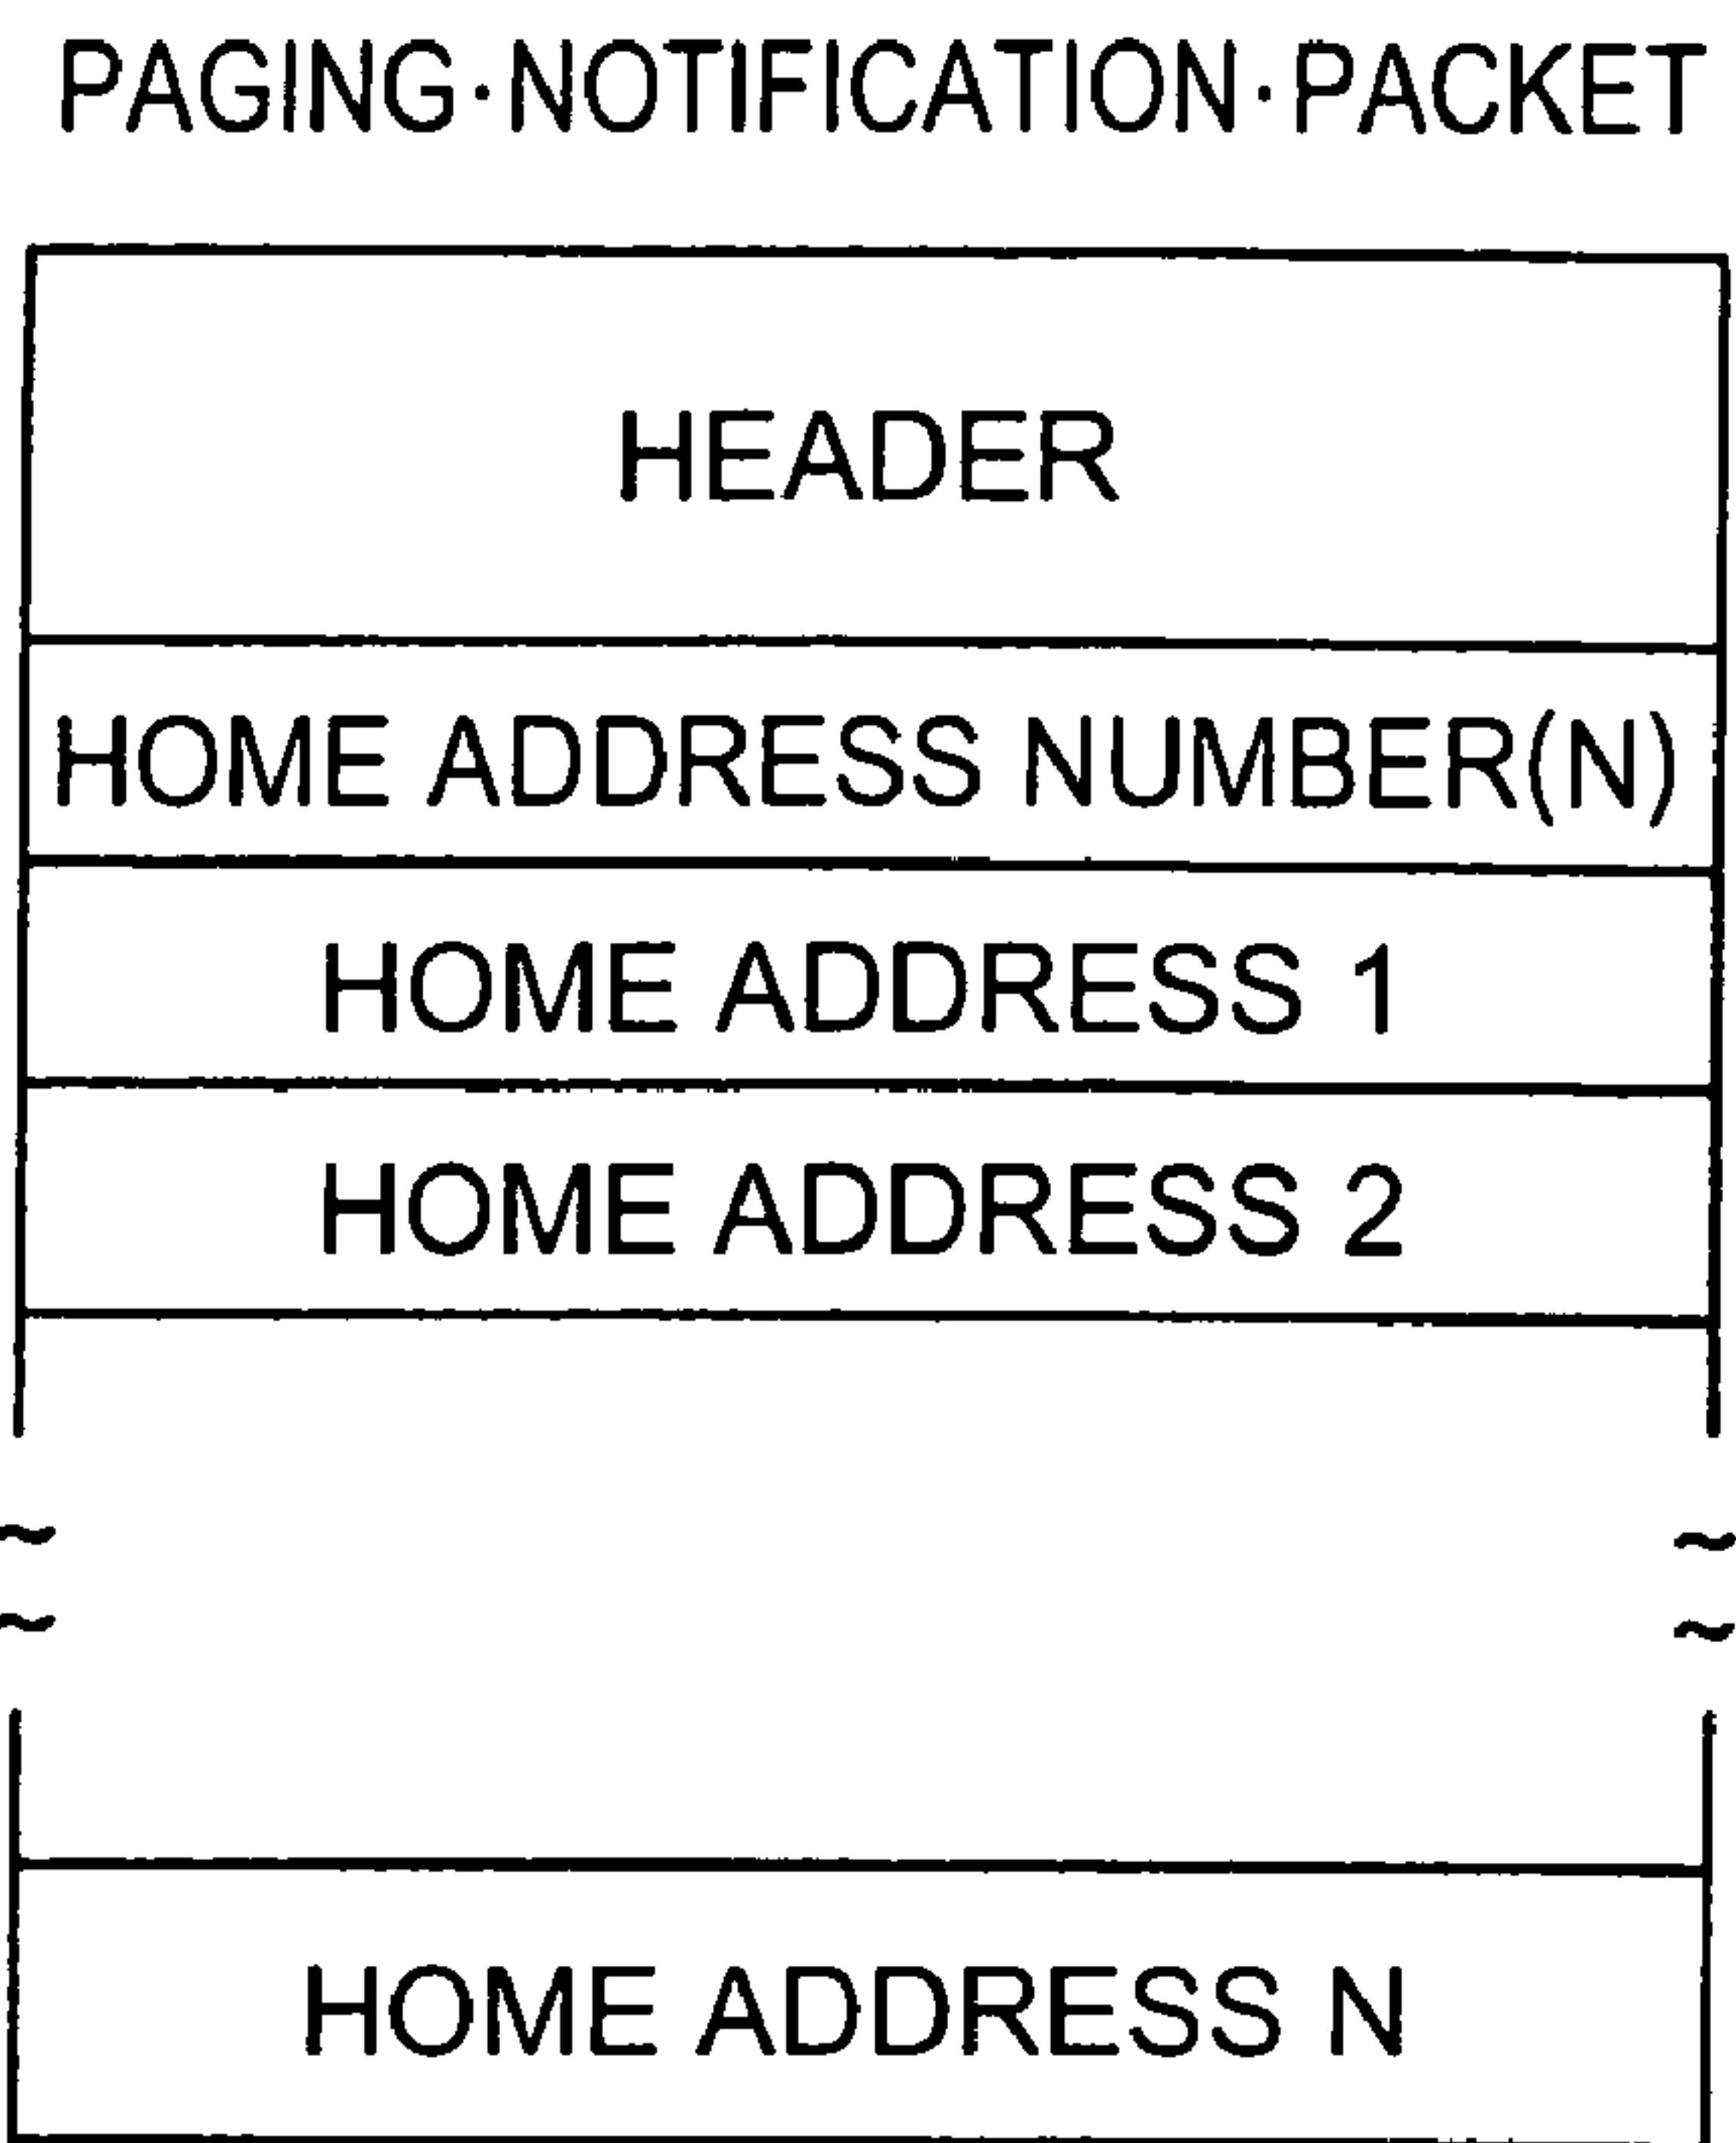 PAGING·NOTIFICATION·PACKET
HEADER
HOME ADDRESS NUMBER(N)
HOME ADDRESS 1
HOME ADDRESS 2
~ ~
~ ~
HOME ADDRESS N